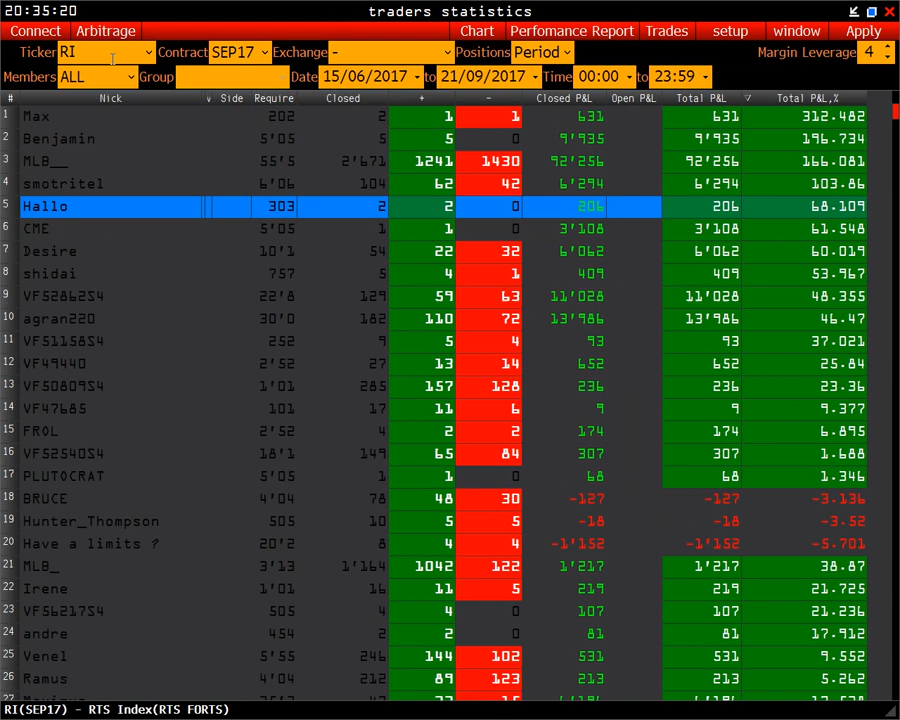 20:35:20 traders statistics
Connect Arbitrage Chart Perfomance Report Trades setup window Apply
Ticker RI Contract SEP17 Exchange - Positions Period Margin Leverage 4
Members ALL Group Date 15/06/2017 to 21/09/2017 Time 00:00 to 23:59
# Nick Side Require Closed + - Closed P&L Open P&L Total P&L Total P&L,%
1 Max 202 2 1 1 631 631 312.482
2 Benjamin 5'05 5 5 0 9'935 9'935 196.734
3 MLB__ 55'5 2'671 1241 1430 92'256 92'256 166.081
4 smotritel 6'06 104 62 42 6'294 6'294 103.86
5 Hallo 303 2 2 0 206 206 68.109
6 CME 5'05 1 1 0 3'108 3'108 61.548
7 Desire 10'1 54 22 32 6'062 6'062 60.019
8 shidai 757 5 4 1 409 409 53.967
9 VF52862S4 22'8 129 59 63 11'028 11'028 48.355
10 agran220 30'0 182 110 72 13'986 13'986 46.47
11 VF51158S4 252 9 5 4 93 93 37.021
12 VF49440 2'52 27 13 14 652 652 25.84
13 VF50809S4 1'01 285 157 128 236 236 23.36
14 VF47685 101 17 11 6 9 9 9.377
15 FROL 2'52 4 2 2 174 174 6.895
16 VF52540S4 18'1 149 65 84 307 307 1.688
17 PLUTOCRAT 5'05 1 1 0 68 68 1.346
18 BRUCE 4'04 78 48 30 -127 -127 -3.136
19 Hunter_Thompson 505 10 5 5 -18 -18 -3.52
20 Have a limits ? 20'2 8 4 4 -1'152 -1'152 -5.701
21 MLB_ 3'13 1'164 1042 122 1'217 1'217 38.87
22 Irene 1'01 16 11 5 219 219 21.725
23 VF56217S4 505 4 4 0 107 107 21.236
24 andre 454 2 2 0 81 81 17.912
25 Venel 5'55 246 144 102 531 531 9.552
26 Ramus 4'04 212 89 123 213 213 5.262
RI(SEP17) - RTS Index(RTS FORTS)